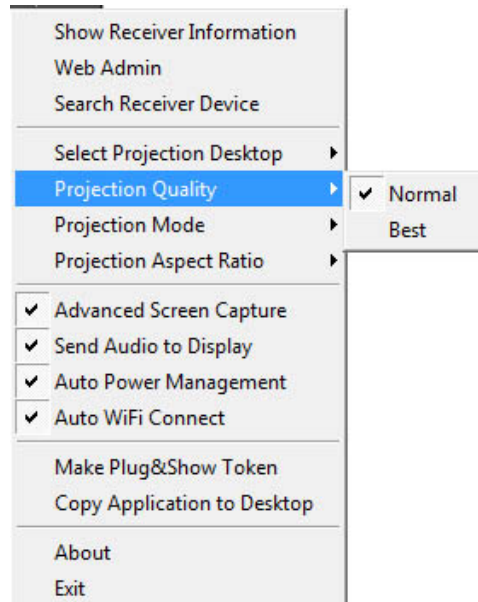 Show Receiver Information
Web Admin
Search Receiver Device
Select Projection Desktop
Projection Quality
Normal
Best
Projection Mode
Projection Aspect Ratio
Advanced Screen Capture
Send Audio to Display
Auto Power Management
Auto WiFi Connect
Make Plug&Show Token
Copy Application to Desktop
About
Exit